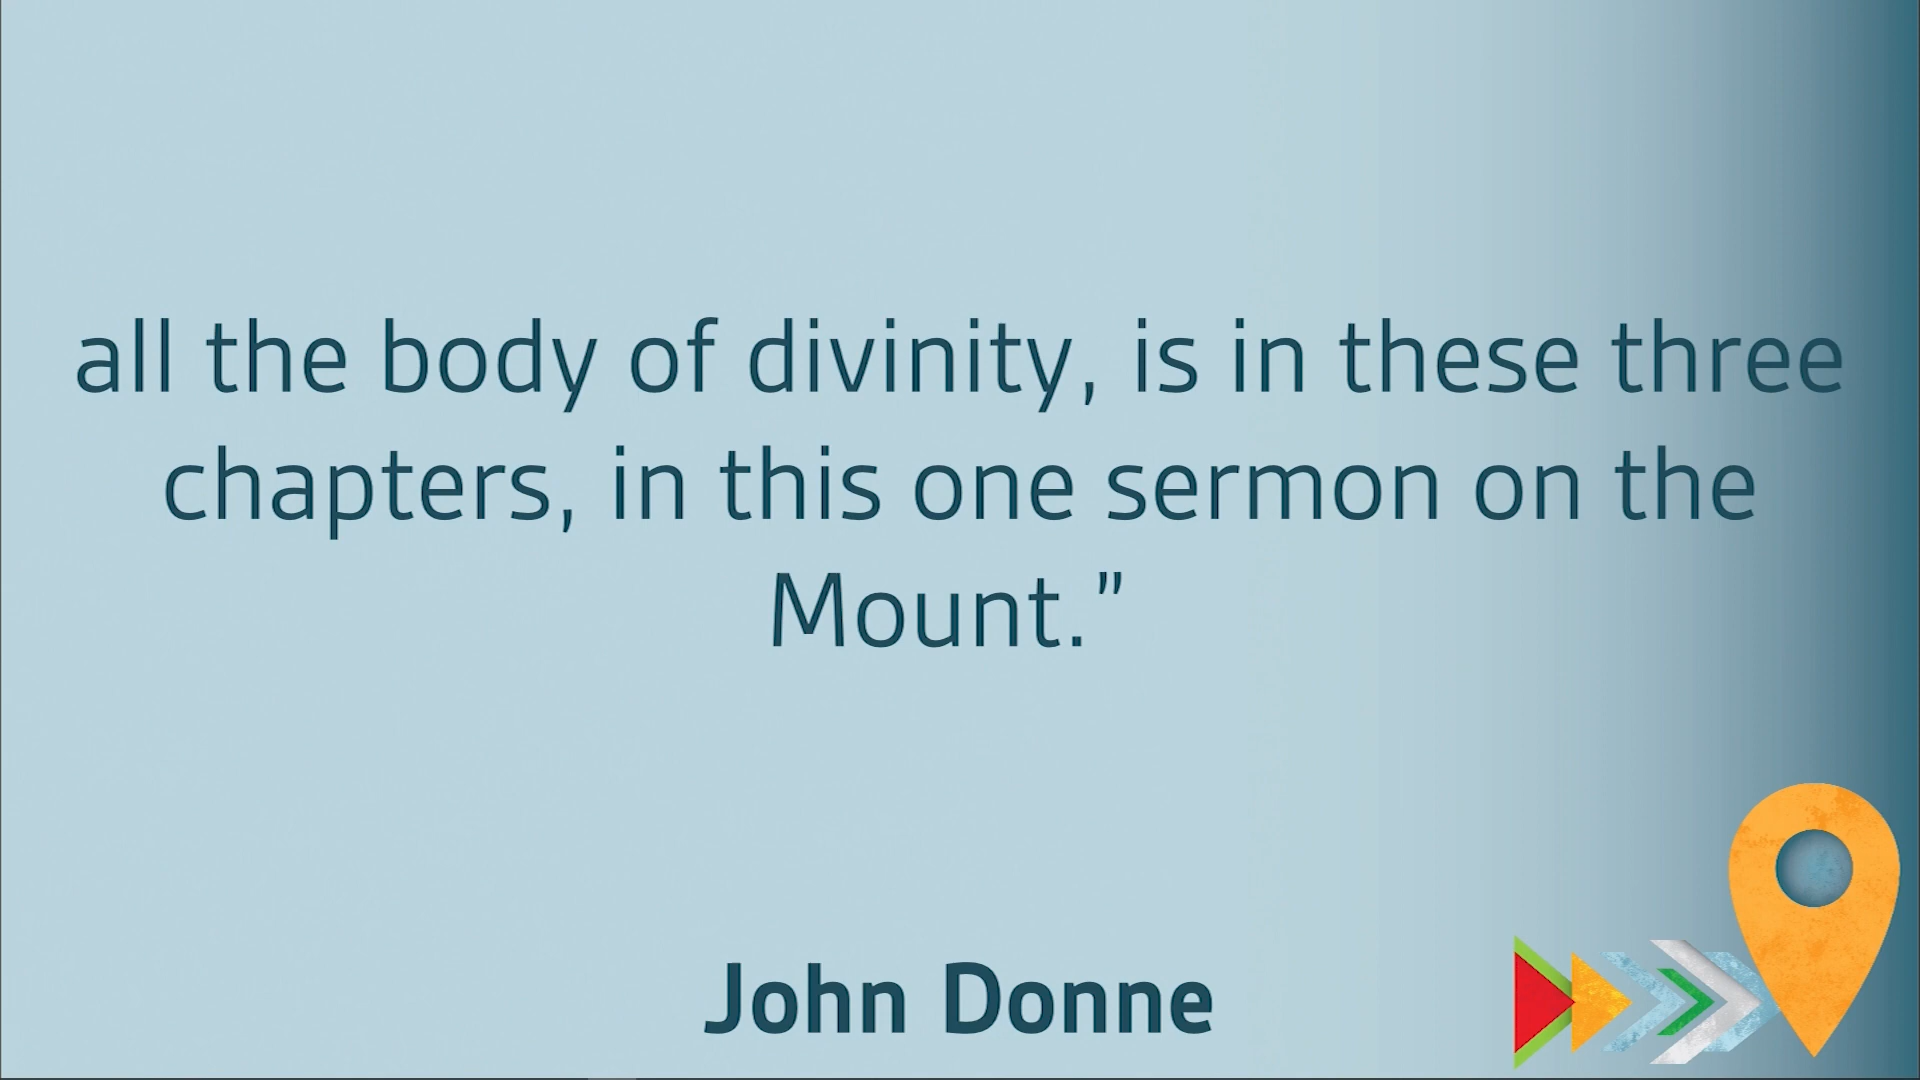 all the body of divinity, is in these three
chapters, in this one sermon on the
Mount.”
John Donne